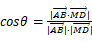 cosθ = |AB·MD| / |AB|·|MD|